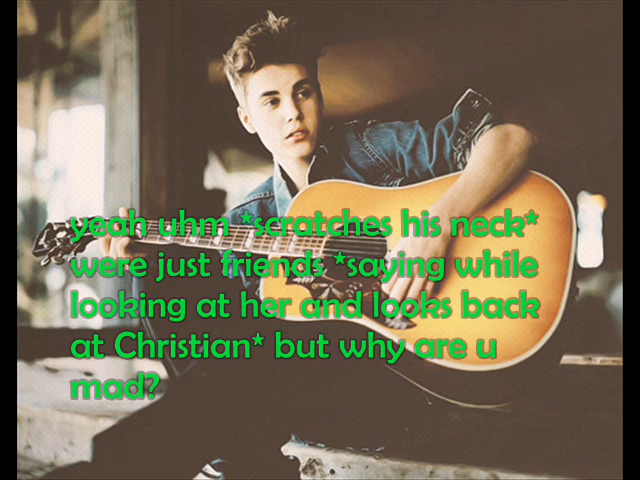 yeah uhm *scratches his neck*
were just friends *saying while
looking at her and looks back
at Christian* but why are u
mad?